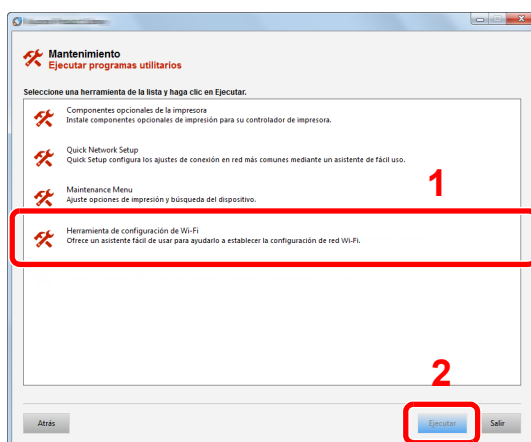 Mantenimiento
Ejecutar programas utilitarios
Seleccione una herramienta de la lista y haga clic en Ejecutar.
Componentes opcionales de la impresora
Instale componentes opcionales de impresión para su controlador de impresora.
Quick Network Setup
Quick Setup configura los ajustes de conexión en red más comunes mediante un asistente de fácil uso.
Maintenance Menu
Ajuste opciones de impresión y búsqueda del dispositivo.
1
Herramienta de configuración de Wi-Fi
Ofrece un asistente fácil de usar para ayudarlo a establecer la configuración de red Wi-Fi.
2
Atrás
Ejecutar
Salir